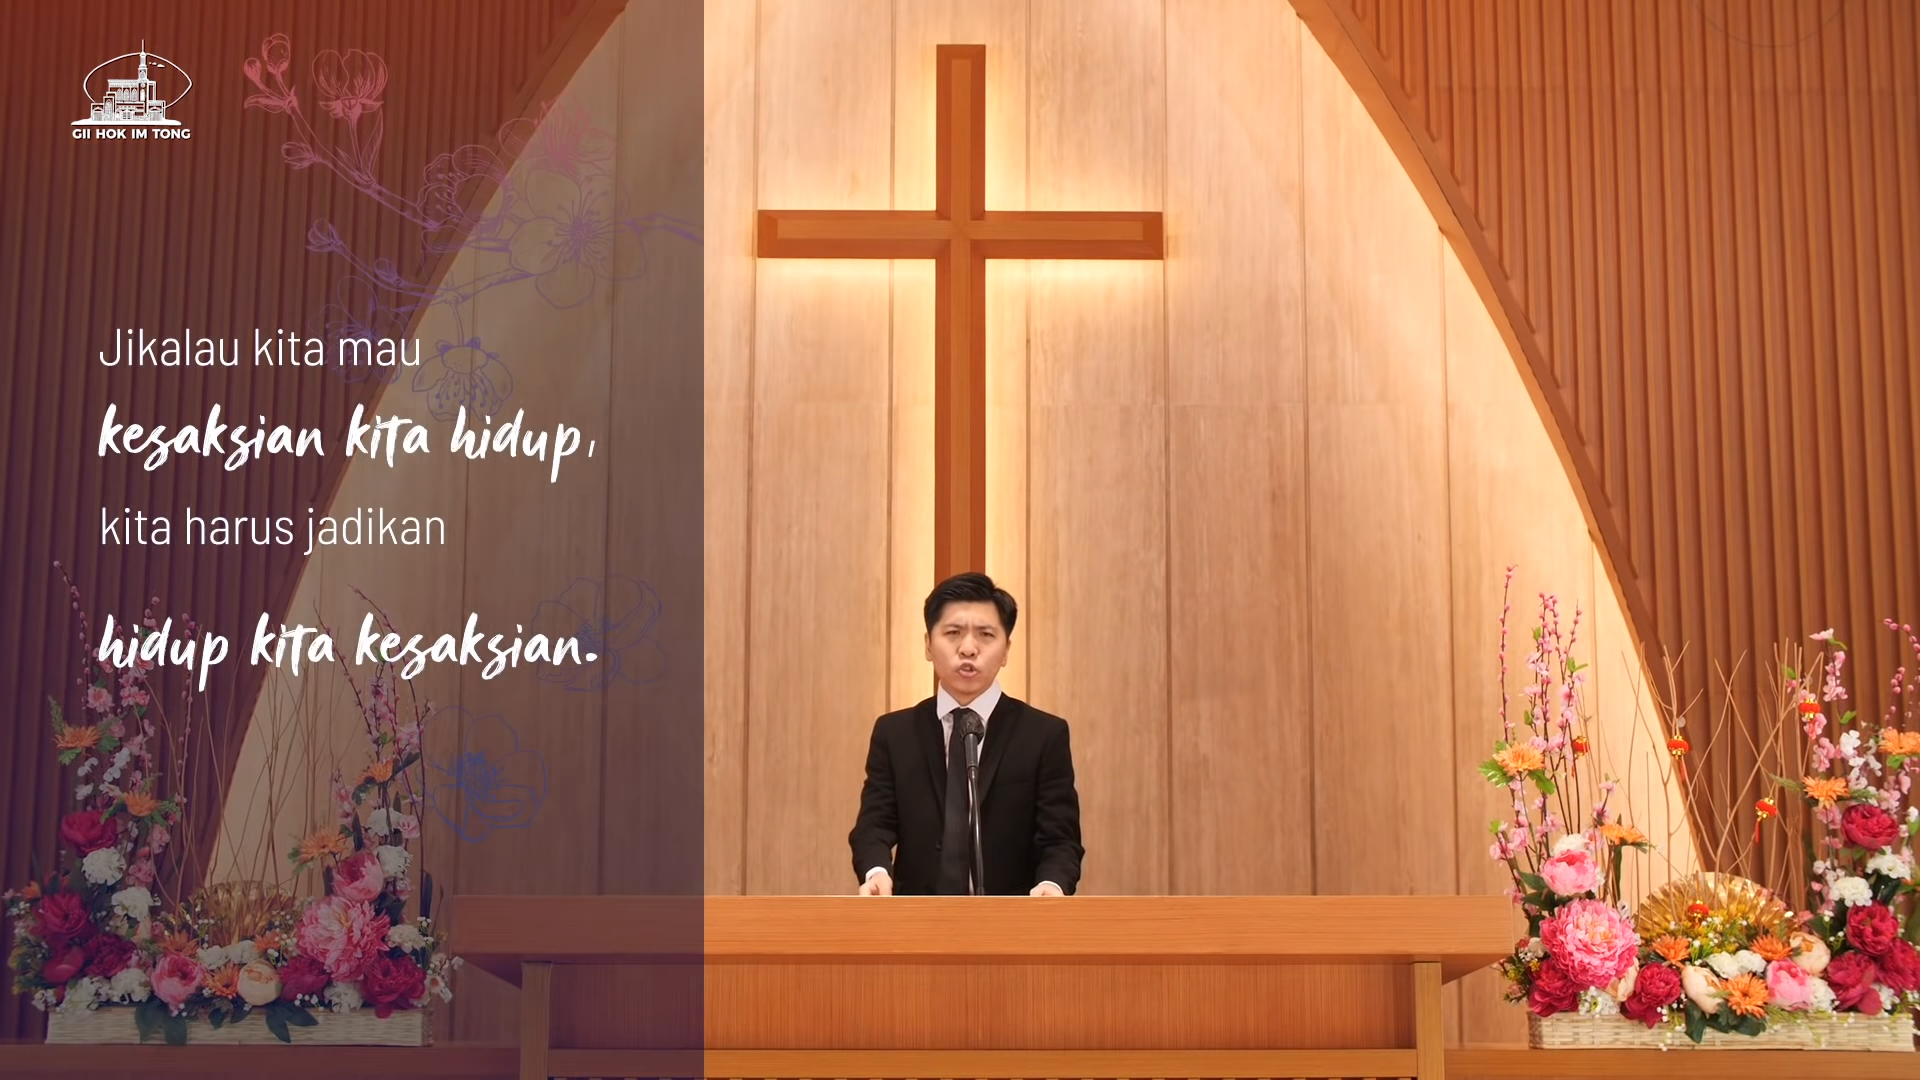 GII HOK IM TONG
Jikalau kita mau
kesaksian kita hidup,
kita harus jadikan
hidup kita kesaksian.